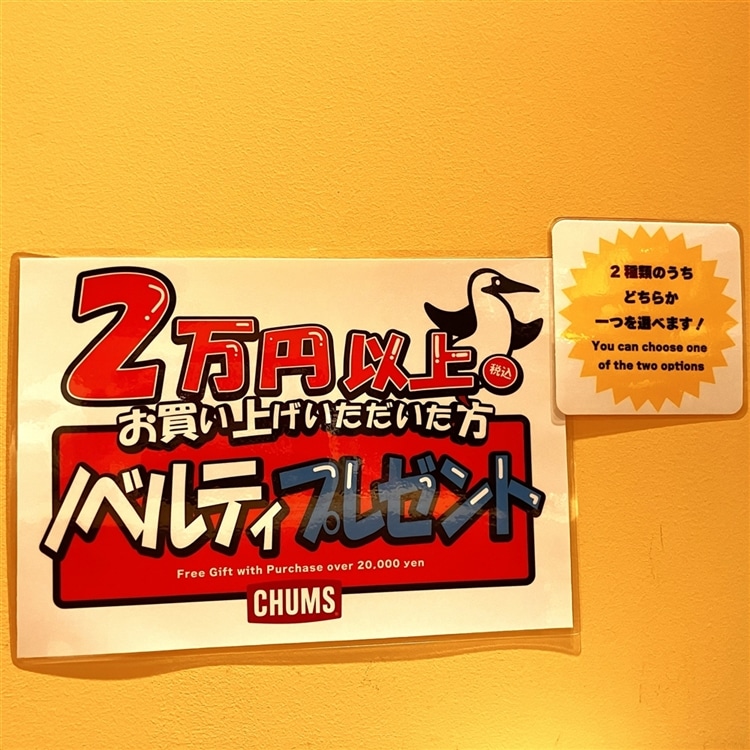 2万円以上
税込
お買い上げいただいた方
ノベルティプレゼント
Free Gift with Purchase over 20,000 yen
CHUMS
2種類のうち
どちらか
一つを選べます!
You can choose one
of the two options